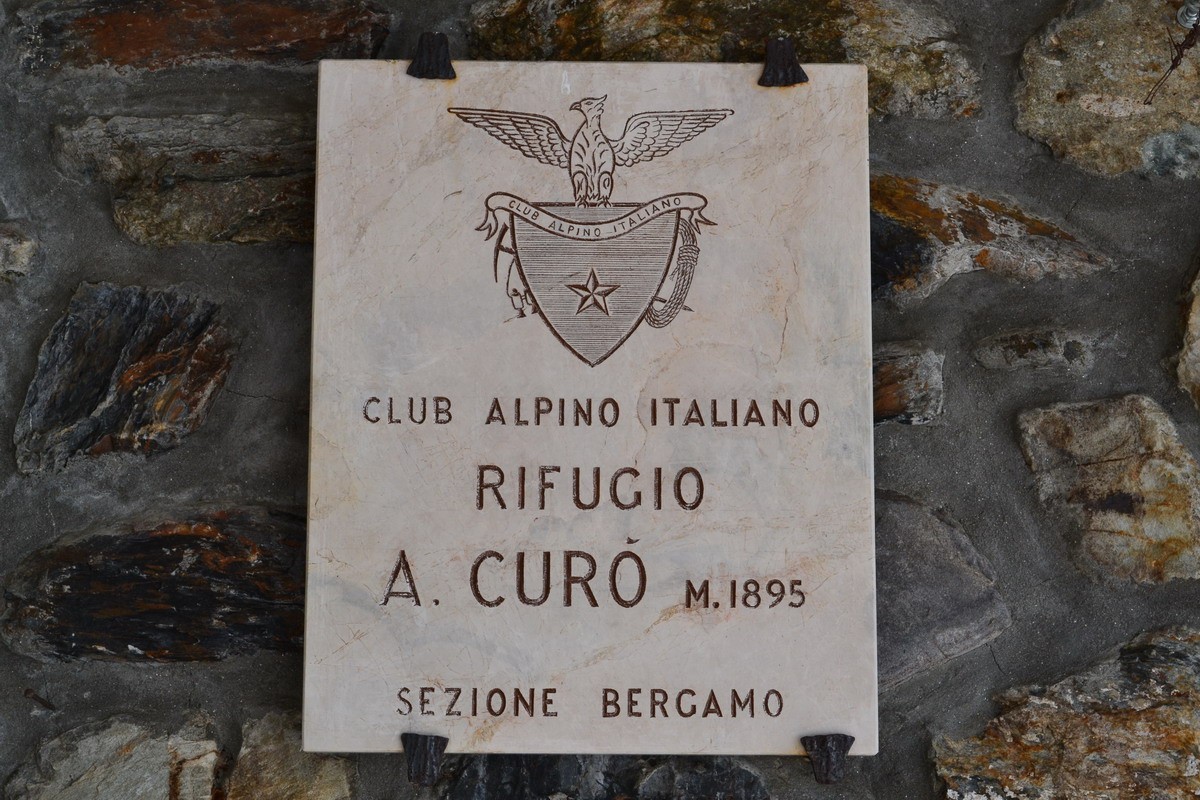 CLUB ALPINO ITALIANO
CLUB ALPINO ITALIANO
RIFUGIO
A. CURÒ M. 1895
SEZIONE BERGAMO